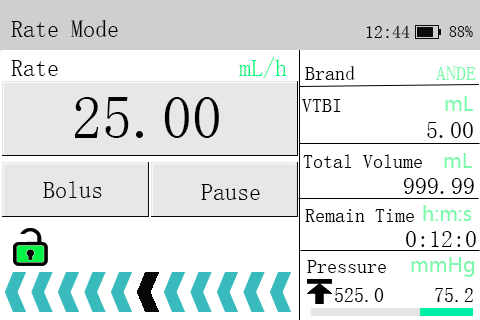 Rate Mode
12:44 88%
Rate mL/h
25.00
Bolus Pause
Brand ANDE
VTBI mL
5.00
Total Volume mL
999.99
Remain Time h:m:s
0:12:0
Pressure mmHg
525.0 75.2